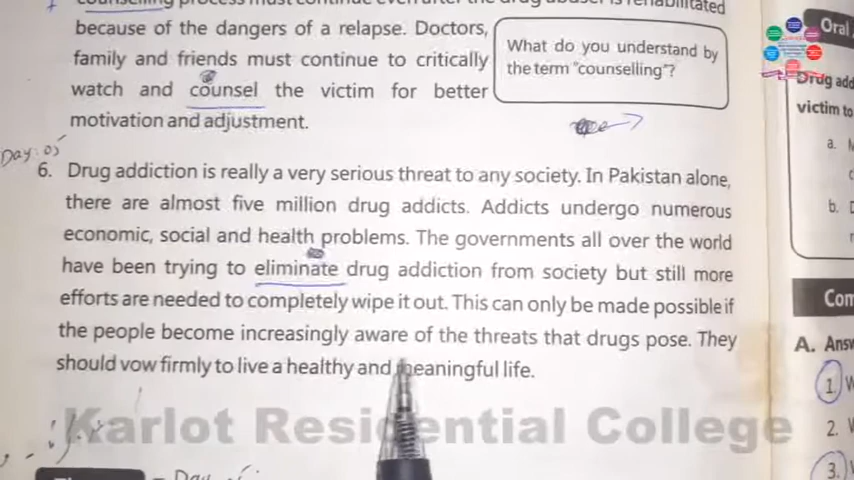 counselling process must continue even after the drug abuser is rehabilitated
because of the dangers of a relapse. Doctors,
family and friends must continue to critically
watch and counsel the victim for better
motivation and adjustment.
What do you understand by
the term "counselling"?
Day: 05
6. Drug addiction is really a very serious threat to any society. In Pakistan alone,
there are almost five million drug addicts. Addicts undergo numerous
economic, social and health problems. The governments all over the world
have been trying to eliminate drug addiction from society but still more
efforts are needed to completely wipe it out. This can only be made possible if
the people become increasingly aware of the threats that drugs pose. They
should vow firmly to live a healthy and meaningful life.
Karlot Residential College
Day
Oral
Drug add
victim to
a.
b.
Com
A. Answ
1
2.
3.